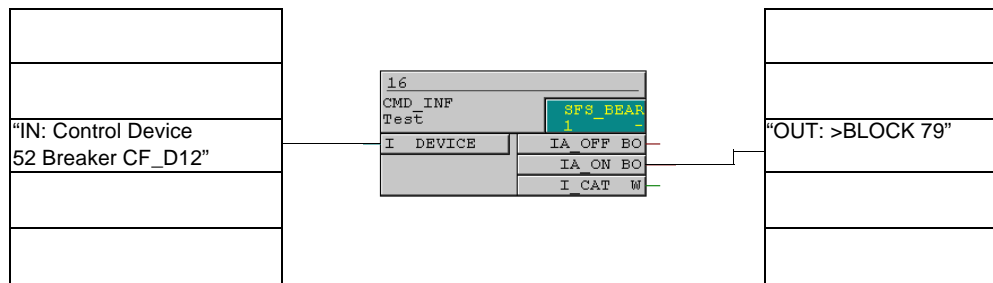 16
CMD_INF
Test
SFS_BEAR
1 -
“IN: Control Device
52 Breaker CF_D12”
I DEVICE
IA_OFF BO
IA_ON BO
I_CAT W
“OUT: >BLOCK 79”